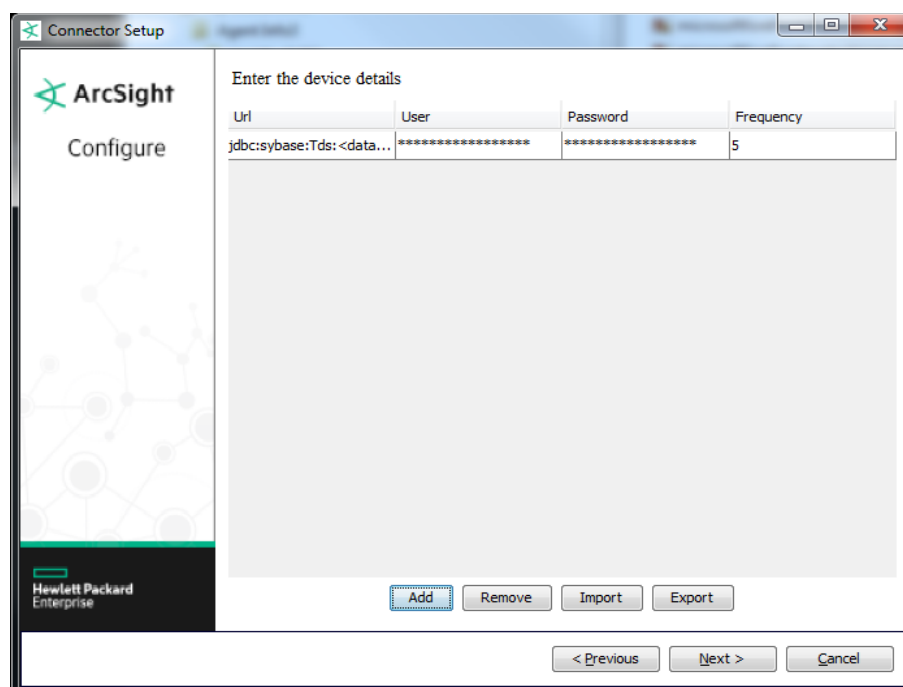 Connector Setup
ArcSight
Configure
Enter the device details
Url User Password Frequency
jdbc:sybase:Tds:<data... ***************** ***************** 5
Add Remove Import Export
Hewlett Packard
Enterprise
< Previous Next > Cancel